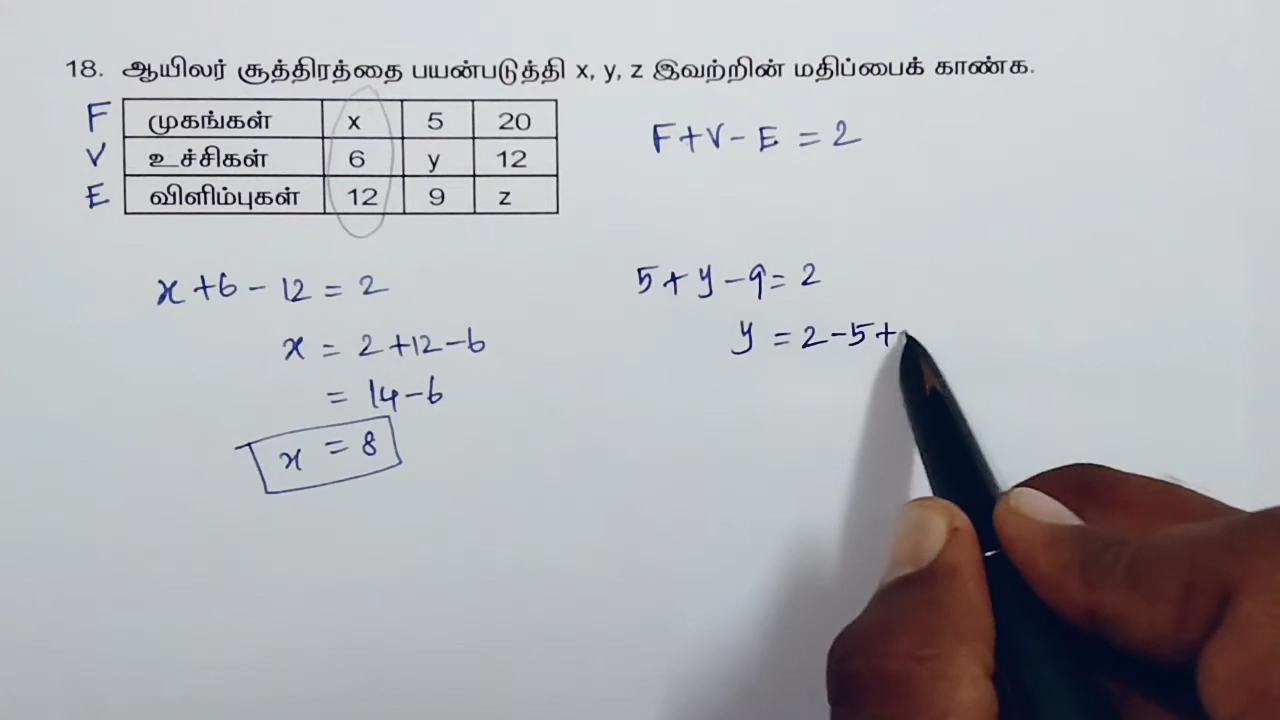 18. ஆயிலர் சூத்திரத்தை பயன்படுத்தி x, y, z இவற்றின் மதிப்பைக் காண்க.
F முகங்கள் x 5 20
V உச்சிகள் 6 y 12
E விளிம்புகள் 12 9 z
F+V-E = 2
x+6-12 = 2
x = 2+12-6
= 14-6
x = 8
5+y-9 = 2
y = 2-5+